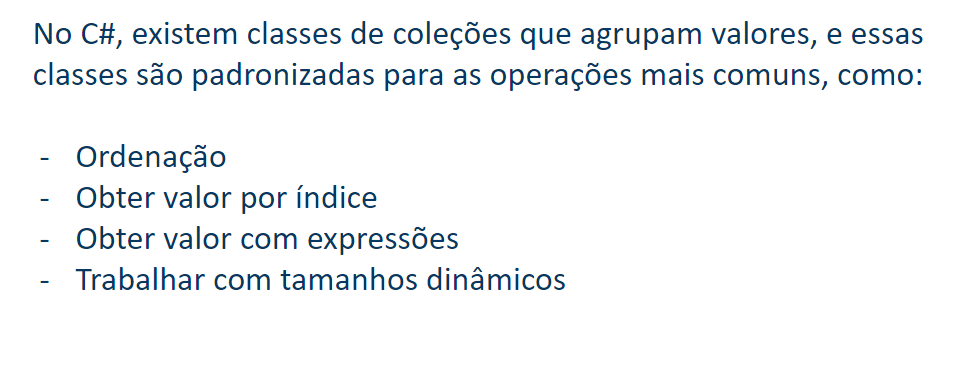 No C#, existem classes de coleções que agrupam valores, e essas
classes são padronizadas para as operações mais comuns, como:
- Ordenação
- Obter valor por índice
- Obter valor com expressões
- Trabalhar com tamanhos dinâmicos